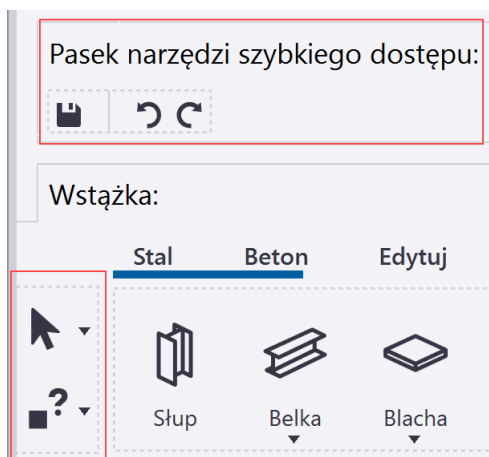 Pasek narzędzi szybkiego dostępu:
Wstążka:
Stal Beton Edytuj
?
Słup Belka Blacha